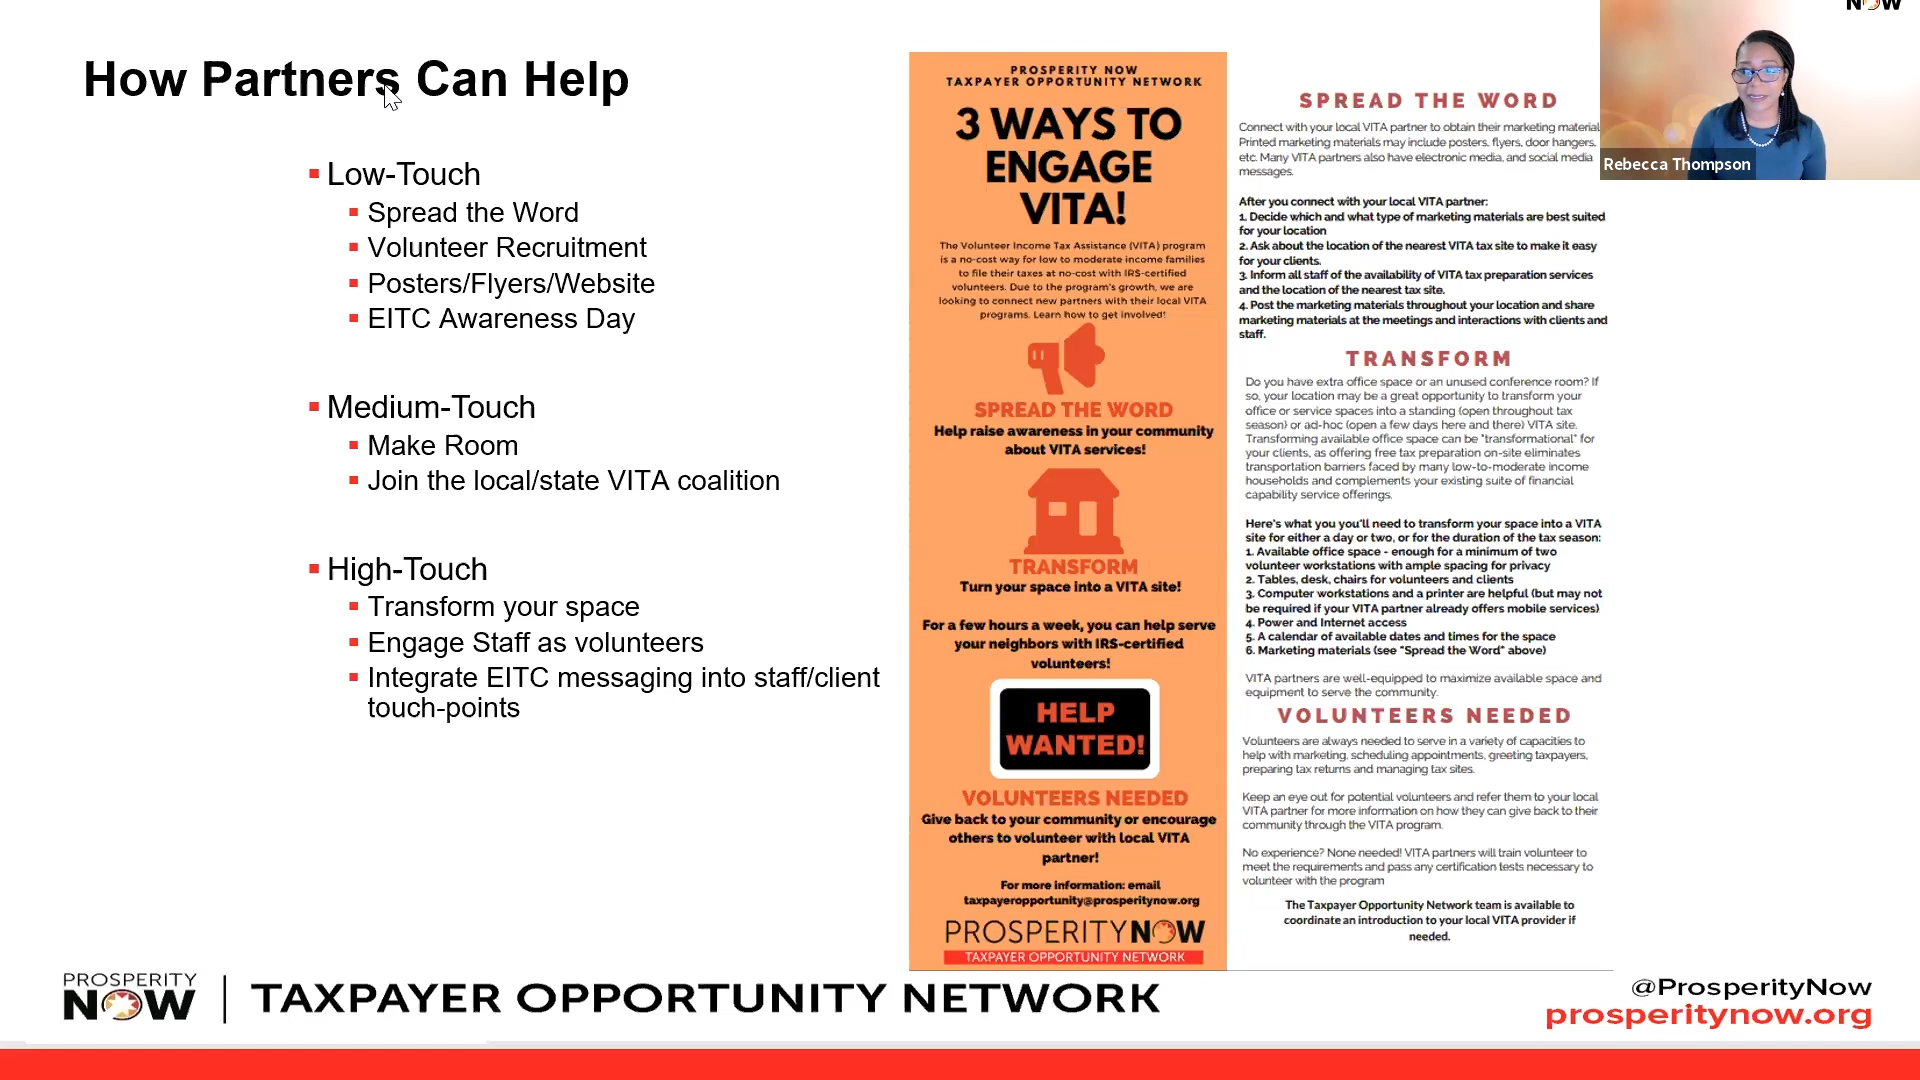 How Partners Can Help
Low-Touch
Spread the Word
Volunteer Recruitment
Posters/Flyers/Website
EITC Awareness Day
Medium-Touch
Make Room
Join the local/state VITA coalition
High-Touch
Transform your space
Engage Staff as volunteers
Integrate EITC messaging into staff/client
touch-points
PROSPERITY NOW
TAXPAYER OPPORTUNITY NETWORK
3 WAYS TO
ENGAGE
VITA!
The Volunteer Income Tax Assistance (VITA) program
is a no-cost way for low to moderate income families
to file their taxes at no-cost with IRS-certified
volunteers. Due to the program's growth, we are
looking to connect new partners with their local VITA
programs. Learn how to get involved!
SPREAD THE WORD
Help raise awareness in your community
about VITA services!
TRANSFORM
Turn your space into a VITA site!
For a few hours a week, you can help serve
your neighbors with IRS-certified
volunteers!
HELP
WANTED!
VOLUNTEERS NEEDED
Give back to your community or encourage
others to volunteer with local VITA
partner!
For more information: email
taxpayeropportunity@prosperitynow.org
PROSPERITY NOW
TAXPAYER OPPORTUNITY NETWORK
SPREAD THE WORD
Connect with your local VITA partner to obtain their marketing material
Printed marketing materials may include posters, flyers, door hangers,
etc. Many VITA partners also have electronic media, and social media
messages.
After you connect with your local VITA partner:
1. Decide which and what type of marketing materials are best suited
for your location
2. Ask about the location of the nearest VITA tax site to make it easy
for your clients.
3. Inform all staff of the availability of VITA tax preparation services
and the location of the nearest tax site.
4. Post the marketing materials throughout your location and share
marketing materials at the meetings and interactions with clients and
staff.
TRANSFORM
Do you have extra office space or an unused conference room? If
so, your location may be a great opportunity to transform your
office or service spaces into a standing (open throughout tax
season) or ad-hoc (open a few days here and there) VITA site.
Transforming available office space can be "transformational" for
your clients, as offering free tax preparation on-site eliminates
transportation barriers faced by many low-to-moderate income
households and complements your existing suite of financial
capability service offerings.
Here's what you you'll need to transform your space into a VITA
site for either a day or two, or for the duration of the tax season:
1. Available office space - enough for a minimum of two
volunteer workstations with ample spacing for privacy
2. Tables, desk, chairs for volunteers and clients
3. Computer workstations and a printer are helpful (but may not
be required if your VITA partner already offers mobile services)
4. Power and Internet access
5. A calendar of available dates and times for the space
6. Marketing materials (see "Spread the Word" above)
VITA partners are well-equipped to maximize available space and
equipment to serve the community.
VOLUNTEERS NEEDED
Volunteers are always needed to serve in a variety of capacities to
help with marketing, scheduling appointments, greeting taxpayers,
preparing tax returns and managing tax sites.
Keep an eye out for potential volunteers and refer them to your local
VITA partner for more information on how they can give back to their
community through the VITA program.
No experience? None needed! VITA partners will train volunteer to
meet the requirements and pass any certification tests necessary to
volunteer with the program
The Taxpayer Opportunity Network team is available to
coordinate an introduction to your local VITA provider if
needed.
NOW
Rebecca Thompson
PROSPERITY
NOW
TAXPAYER OPPORTUNITY NETWORK
@ProsperityNow
prosperitynow.org